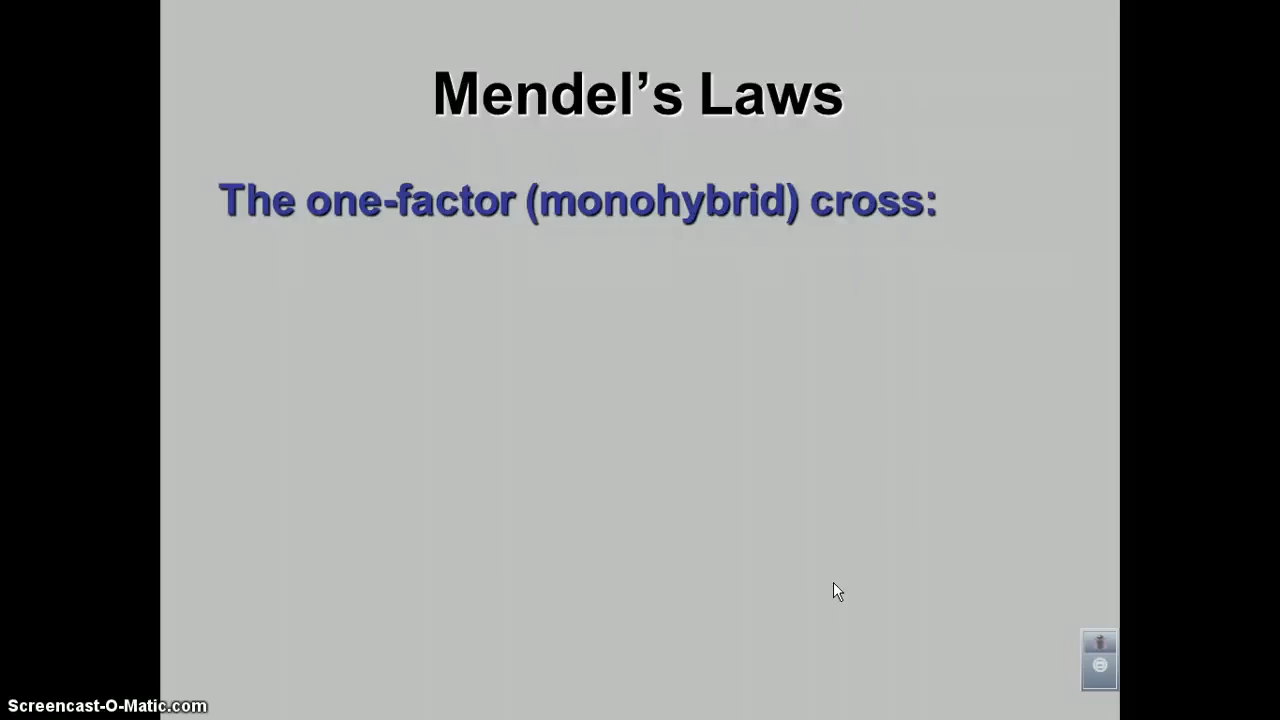 Mendel’s Laws
The one-factor (monohybrid) cross:
Screencast-O-Matic.com